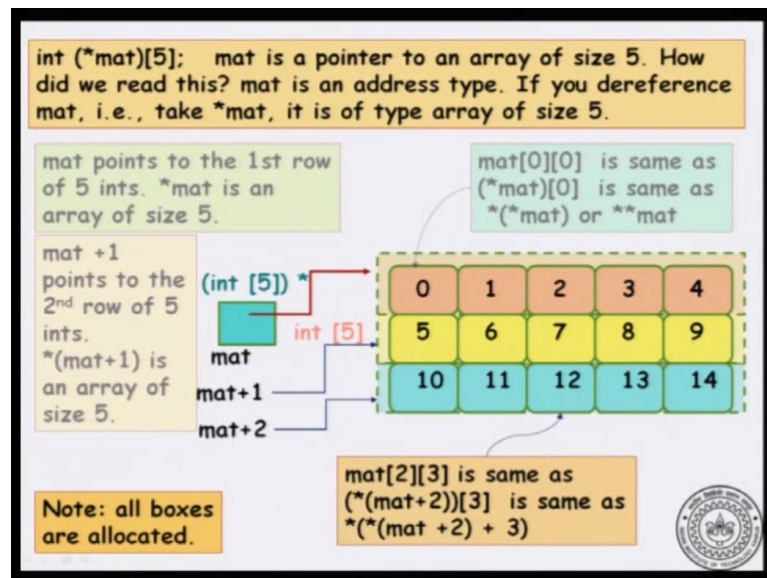 int (*mat)[5];   mat is a pointer to an array of size 5. How
did we read this? mat is an address type. If you dereference
mat, i.e., take *mat, it is of type array of size 5.
mat points to the 1st row
of 5 ints. *mat is an
array of size 5.
mat[0][0] is same as
(*mat)[0] is same as
*(*mat) or **mat
mat +1
points to the
2nd row of 5
ints.
*(mat+1) is
an array of
size 5.
(int [5]) *
int [5]
mat
mat+1
mat+2
0 1 2 3 4
5 6 7 8 9
10 11 12 13 14
mat[2][3] is same as
(*(mat+2))[3] is same as
*(*(mat +2) + 3)
Note: all boxes
are allocated.